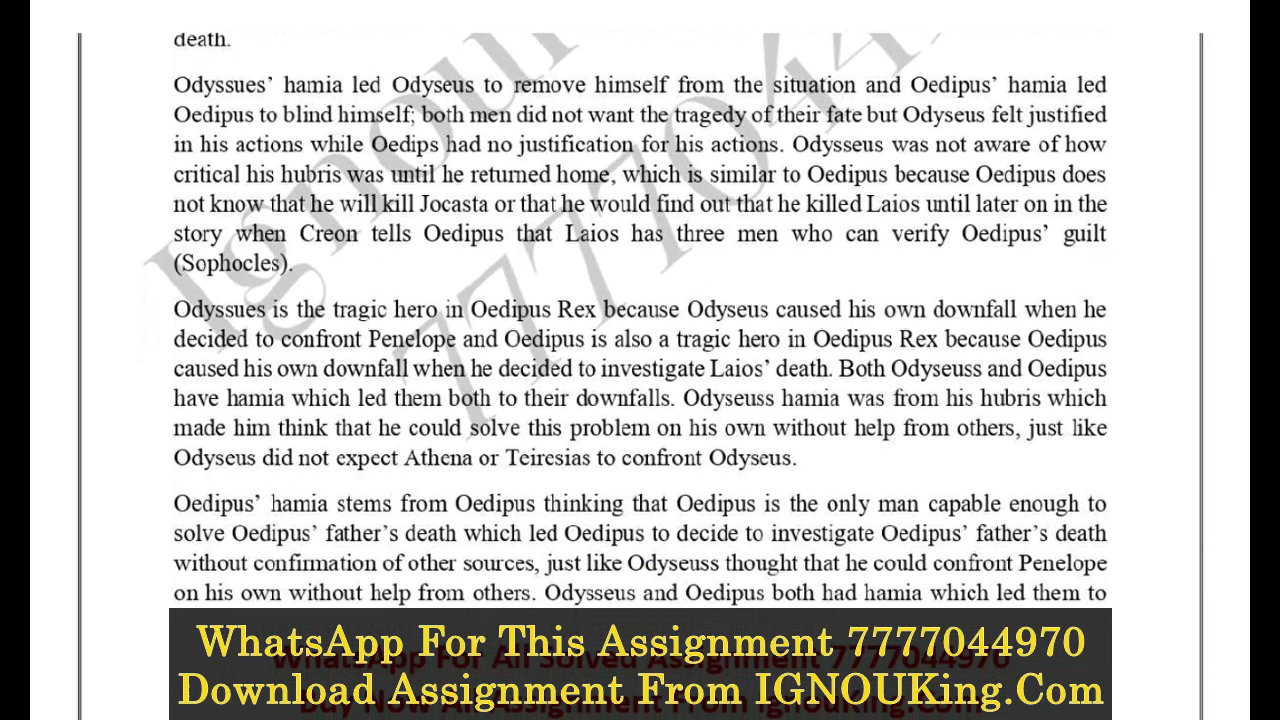 death.
Odyssues’ hamia led Odyseus to remove himself from the situation and Oedipus’ hamia led
Oedipus to blind himself; both men did not want the tragedy of their fate but Odyseus felt justified
in his actions while Oedips had no justification for his actions. Odysseus was not aware of how
critical his hubris was until he returned home, which is similar to Oedipus because Oedipus does
not know that he will kill Jocasta or that he would find out that he killed Laios until later on in the
story when Creon tells Oedipus that Laios has three men who can verify Oedipus’ guilt
(Sophocles).
Odyssues is the tragic hero in Oedipus Rex because Odyseus caused his own downfall when he
decided to confront Penelope and Oedipus is also a tragic hero in Oedipus Rex because Oedipus
caused his own downfall when he decided to investigate Laios’ death. Both Odyseuss and Oedipus
have hamia which led them both to their downfalls. Odyseuss hamia was from his hubris which
made him think that he could solve this problem on his own without help from others, just like
Odyseus did not expect Athena or Teiresias to confront Odyseus.
Oedipus’ hamia stems from Oedipus thinking that Oedipus is the only man capable enough to
solve Oedipus’ father’s death which led Oedipus to decide to investigate Oedipus’ father’s death
without confirmation of other sources, just like Odyseuss thought that he could confront Penelope
on his own without help from others. Odysseus and Oedipus both had hamia which led them to
WhatsApp For This Assignment 7777044970
Download Assignment From IGNOUKing.Com
Ignou
777704497